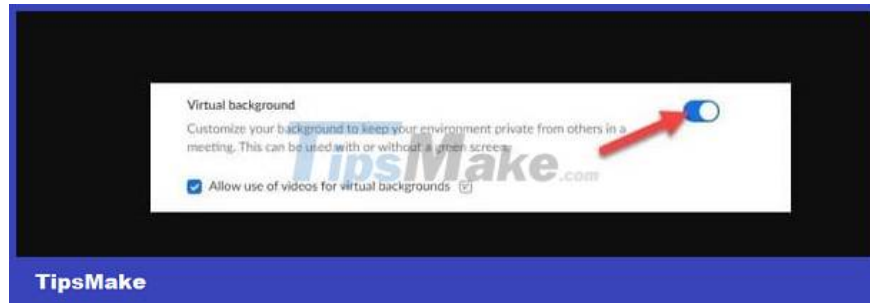 Virtual background
Customize your background to keep your environment private from others in a
meeting. This can be used with or without a green screen.
TipsMake.com
Allow use of videos for virtual backgrounds
TipsMake